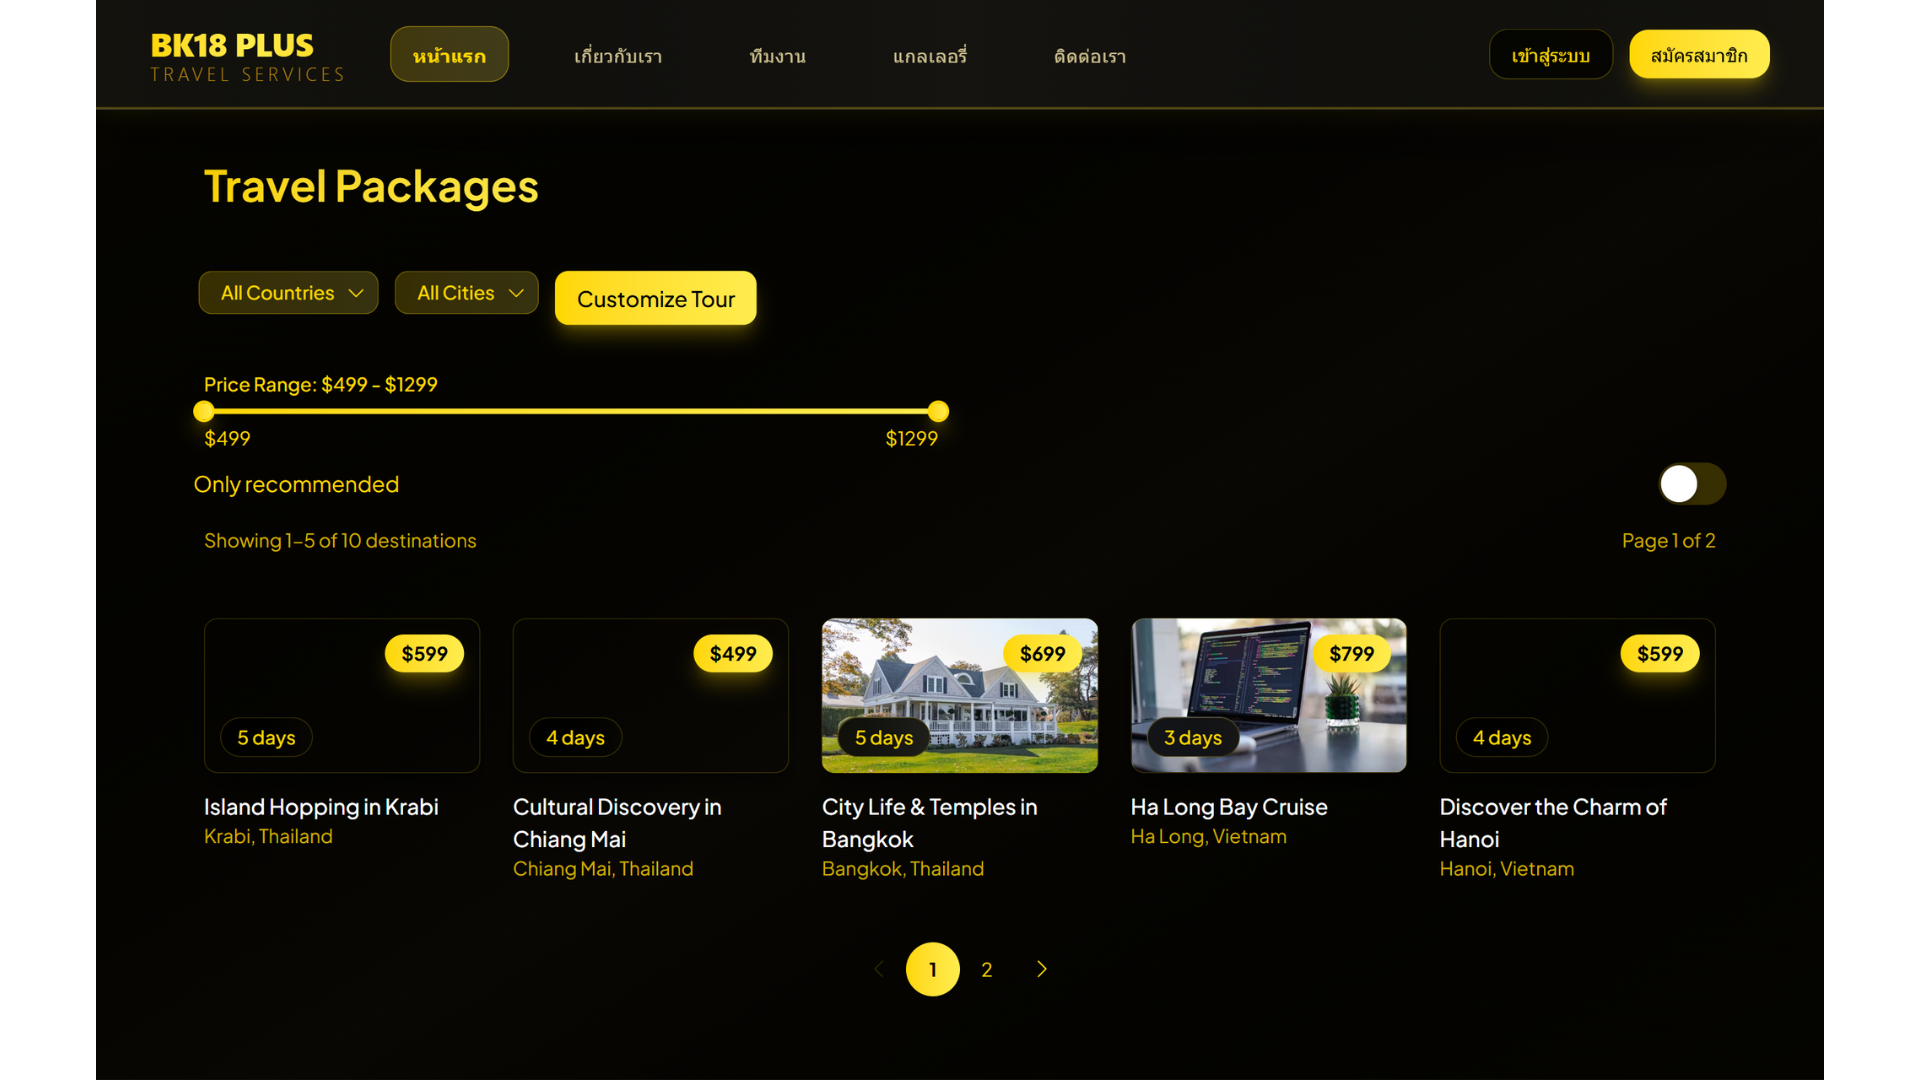 BK18 PLUS
TRAVEL SERVICES
หน้าแรก
เกี่ยวกับเรา
ทีมงาน
แกลเลอรี่
ติดต่อเรา
เข้าสู่ระบบ
สมัครสมาชิก
Travel Packages
All Countries
All Cities
Customize Tour
Price Range: $499 - $1299
$499
$1299
Only recommended
Showing 1–5 of 10 destinations
Page 1 of 2
$599
5 days
Island Hopping in Krabi
Krabi, Thailand
$499
4 days
Cultural Discovery in
Chiang Mai
Chiang Mai, Thailand
$699
5 days
City Life & Temples in
Bangkok
Bangkok, Thailand
$799
3 days
Ha Long Bay Cruise
Ha Long, Vietnam
$599
4 days
Discover the Charm of
Hanoi
Hanoi, Vietnam
1
2